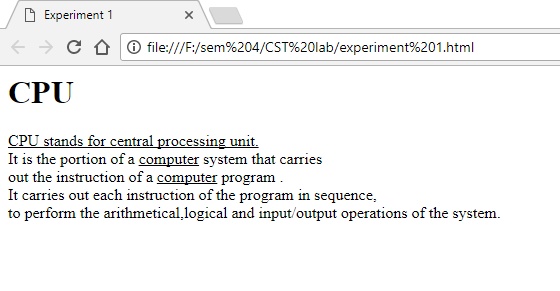 Experiment 1
file:///F:/sem%204/CST%20lab/experiment%201.html
CPU
CPU stands for central processing unit.
It is the portion of a computer system that carries
out the instruction of a computer program .
It carries out each instruction of the program in sequence,
to perform the arithmetical,logical and input/output operations of the system.